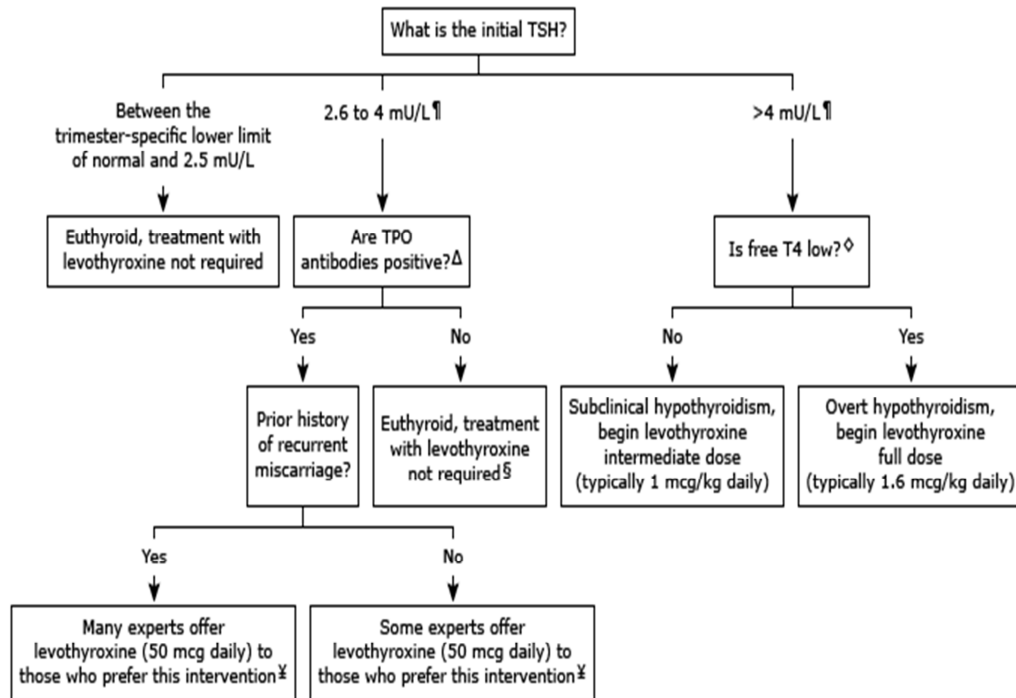 What is the initial TSH?
Between the
trimester-specific lower limit
of normal and 2.5 mU/L
2.6 to 4 mU/L¶
>4 mU/L¶
Euthyroid, treatment with
levothyroxine not required
Are TPO
antibodies positive?Δ
Is free T4 low?◊
Yes
No
No
Yes
Prior history
of recurrent
miscarriage?
Euthyroid, treatment
with levothyroxine
not required§
Subclinical hypothyroidism,
begin levothyroxine
intermediate dose
(typically 1 mcg/kg daily)
Overt hypothyroidism,
begin levothyroxine
full dose
(typically 1.6 mcg/kg daily)
Yes
No
Many experts offer
levothyroxine (50 mcg daily) to
those who prefer this intervention¥
Some experts offer
levothyroxine (50 mcg daily) to
those who prefer this intervention¥